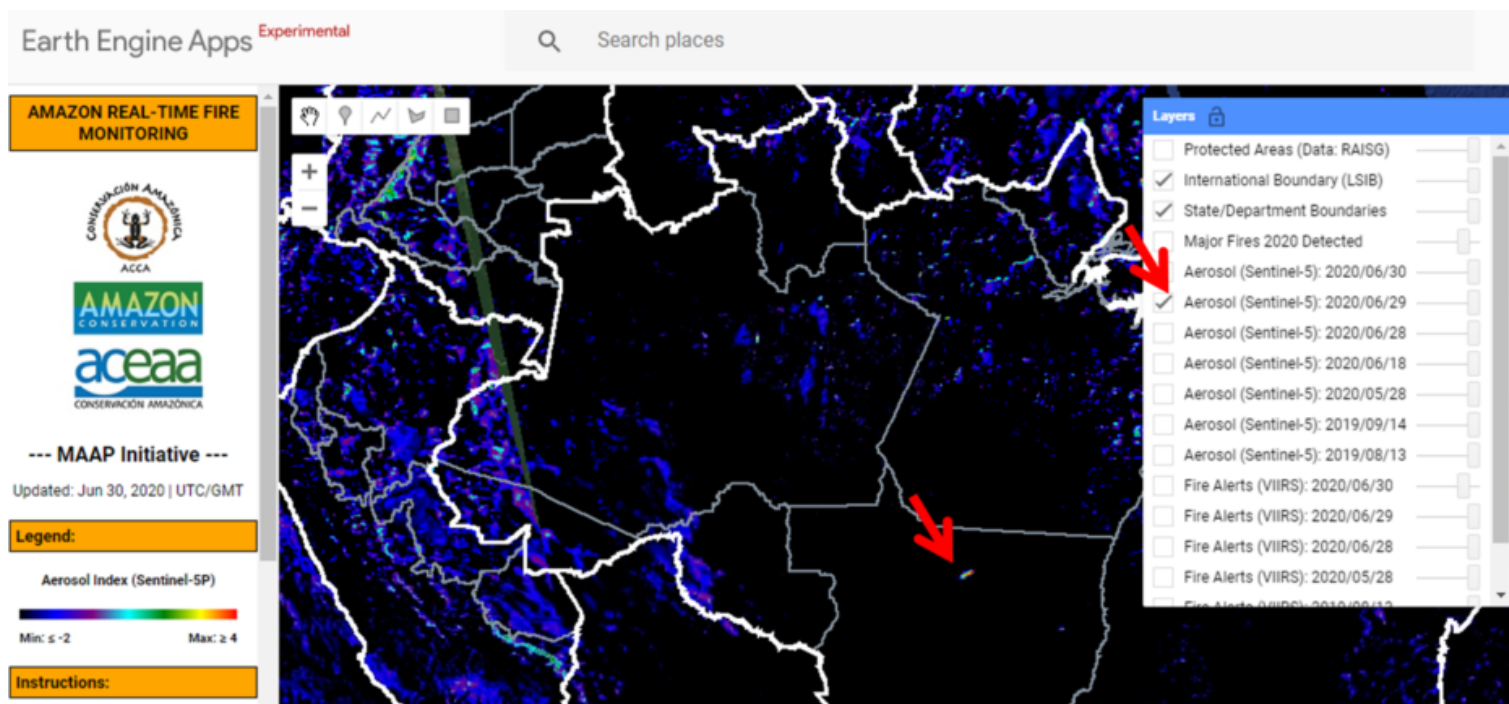 Earth Engine Apps Experimental
Search places
AMAZON REAL-TIME FIRE
MONITORING
CONSERVACIÓN AMAZÓNICA
ACCA
AMAZON
CONSERVATION
aceaa
CONSERVACIÓN AMAZÓNICA
--- MAAP Initiative ---
Updated: Jun 30, 2020 | UTC/GMT
Legend:
Aerosol Index (Sentinel-5P)
Min: ≤ -2 Max: ≥ 4
Instructions:
+
−
Layers
Protected Areas (Data: RAISG)
International Boundary (LSIB)
State/Department Boundaries
Major Fires 2020 Detected
Aerosol (Sentinel-5): 2020/06/30
Aerosol (Sentinel-5): 2020/06/29
Aerosol (Sentinel-5): 2020/06/28
Aerosol (Sentinel-5): 2020/06/18
Aerosol (Sentinel-5): 2020/05/28
Aerosol (Sentinel-5): 2019/09/14
Aerosol (Sentinel-5): 2019/08/13
Fire Alerts (VIIRS): 2020/06/30
Fire Alerts (VIIRS): 2020/06/29
Fire Alerts (VIIRS): 2020/06/28
Fire Alerts (VIIRS): 2020/05/28
Fire Alerts (VIIRS):